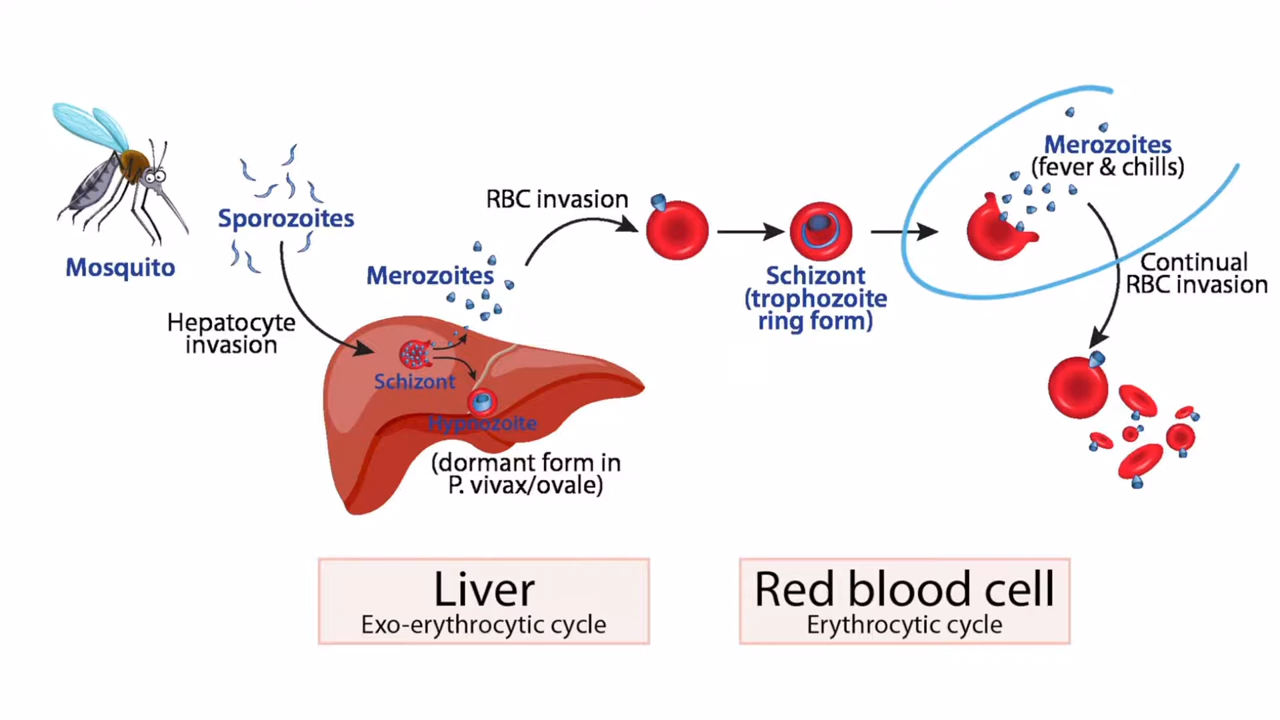 Mosquito
Sporozoites
Hepatocyte
invasion
Merozoites
Schizont
Hypnozoite
(dormant form in
P. vivax/ovale)
RBC invasion
Schizont
(trophozoite
ring form)
Merozoites
(fever & chills)
Continual
RBC invasion
Liver
Exo-erythrocytic cycle
Red blood cell
Erythrocytic cycle